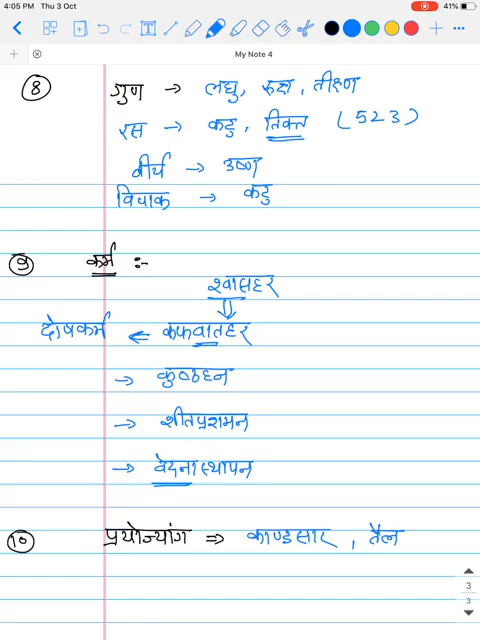 4:05 PM Thu 3 Oct 41%
My Note 4
⑧ गुण → लघु, रुक्ष, तीक्ष्ण
रस → कटु, तिक्त (523)
वीर्य → उष्ण
विपाक → कटु
⑨ कर्म :-
श्वासहर
⇓
दोषकर्म ← कफवातहर
→ कुष्ठघ्न
→ शीतप्रशमन
→ वेदनास्थापन
⑩ प्रयोज्यांग ⇒ काण्डसार, तैल
3
3